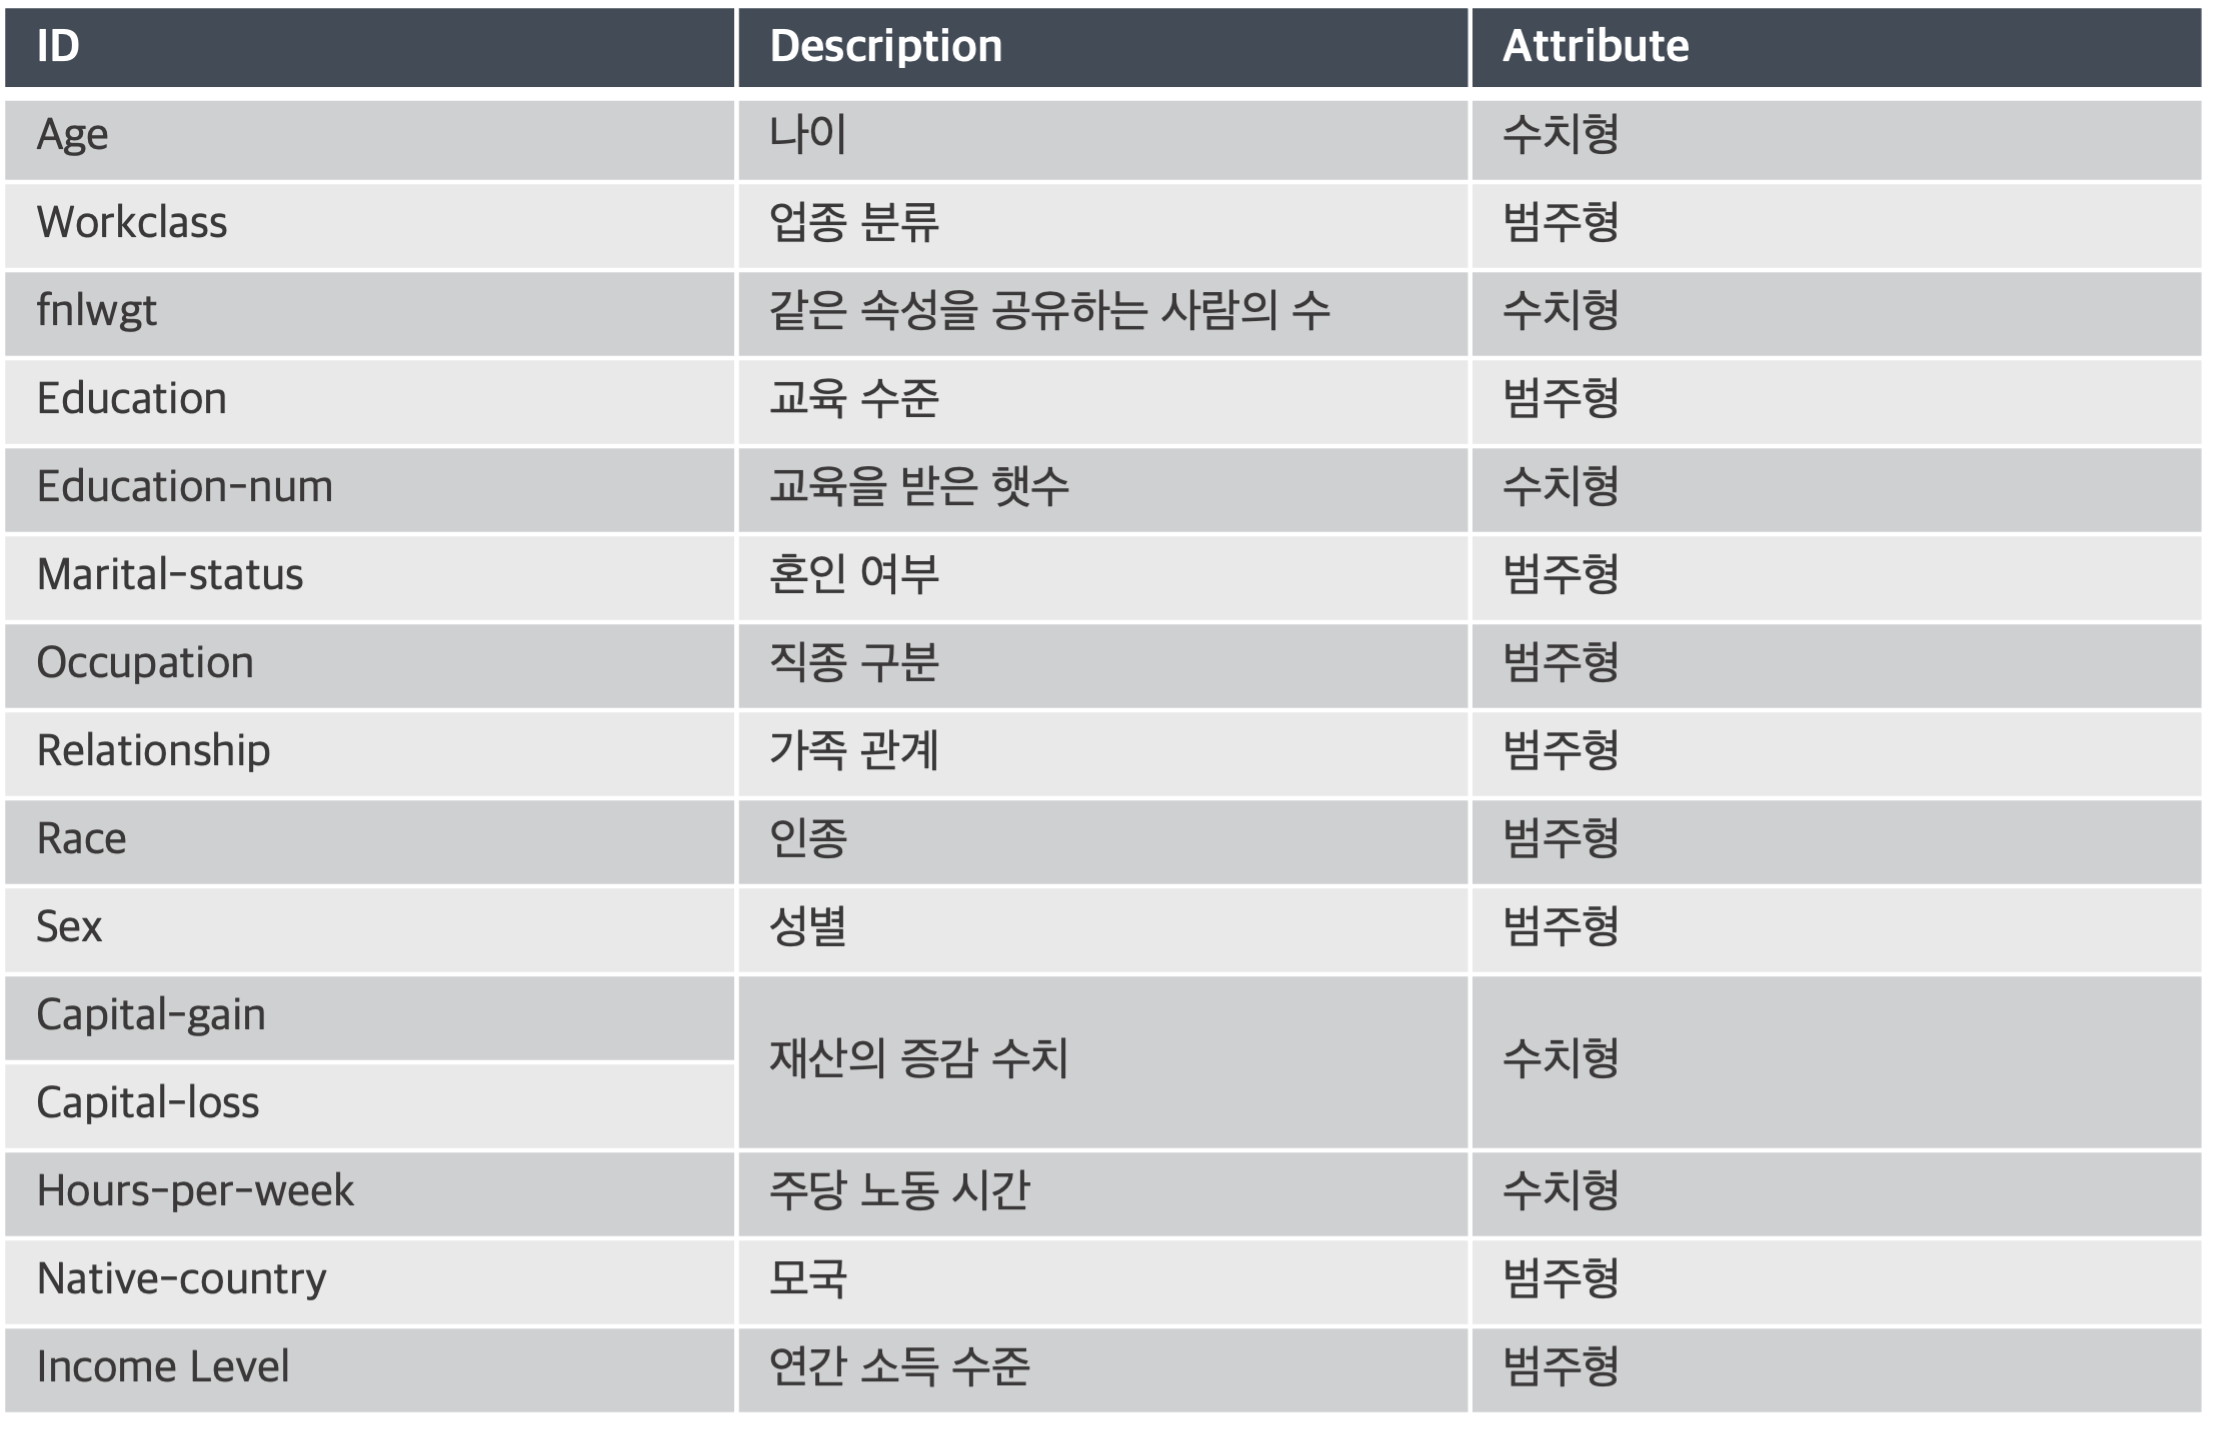 ID Description Attribute
Age 나이 수치형
Workclass 업종 분류 범주형
fnlwgt 같은 속성을 공유하는 사람의 수 수치형
Education 교육 수준 범주형
Education-num 교육을 받은 햇수 수치형
Marital-status 혼인 여부 범주형
Occupation 직종 구분 범주형
Relationship 가족 관계 범주형
Race 인종 범주형
Sex 성별 범주형
Capital-gain
재산의 증감 수치 수치형
Capital-loss
Hours-per-week 주당 노동 시간 수치형
Native-country 모국 범주형
Income Level 연간 소득 수준 범주형